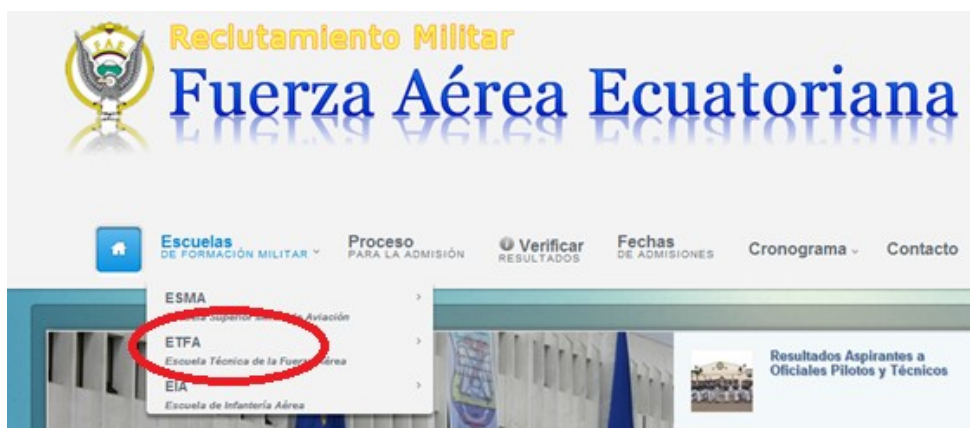 FAE
Reclutamiento Militar
Fuerza Aérea Ecuatoriana
Escuelas
DE FORMACIÓN MILITAR
Proceso
PARA LA ADMISIÓN
Verificar
RESULTADOS
Fechas
DE ADMISIONES
Cronograma
Contacto
ESMA
Aviación
ETFA
Escuela Técnica de la Fuerza Aérea
EIA
Escuela de Infantería Aérea
Resultados Aspirantes a
Oficiales Pilotos y Técnicos